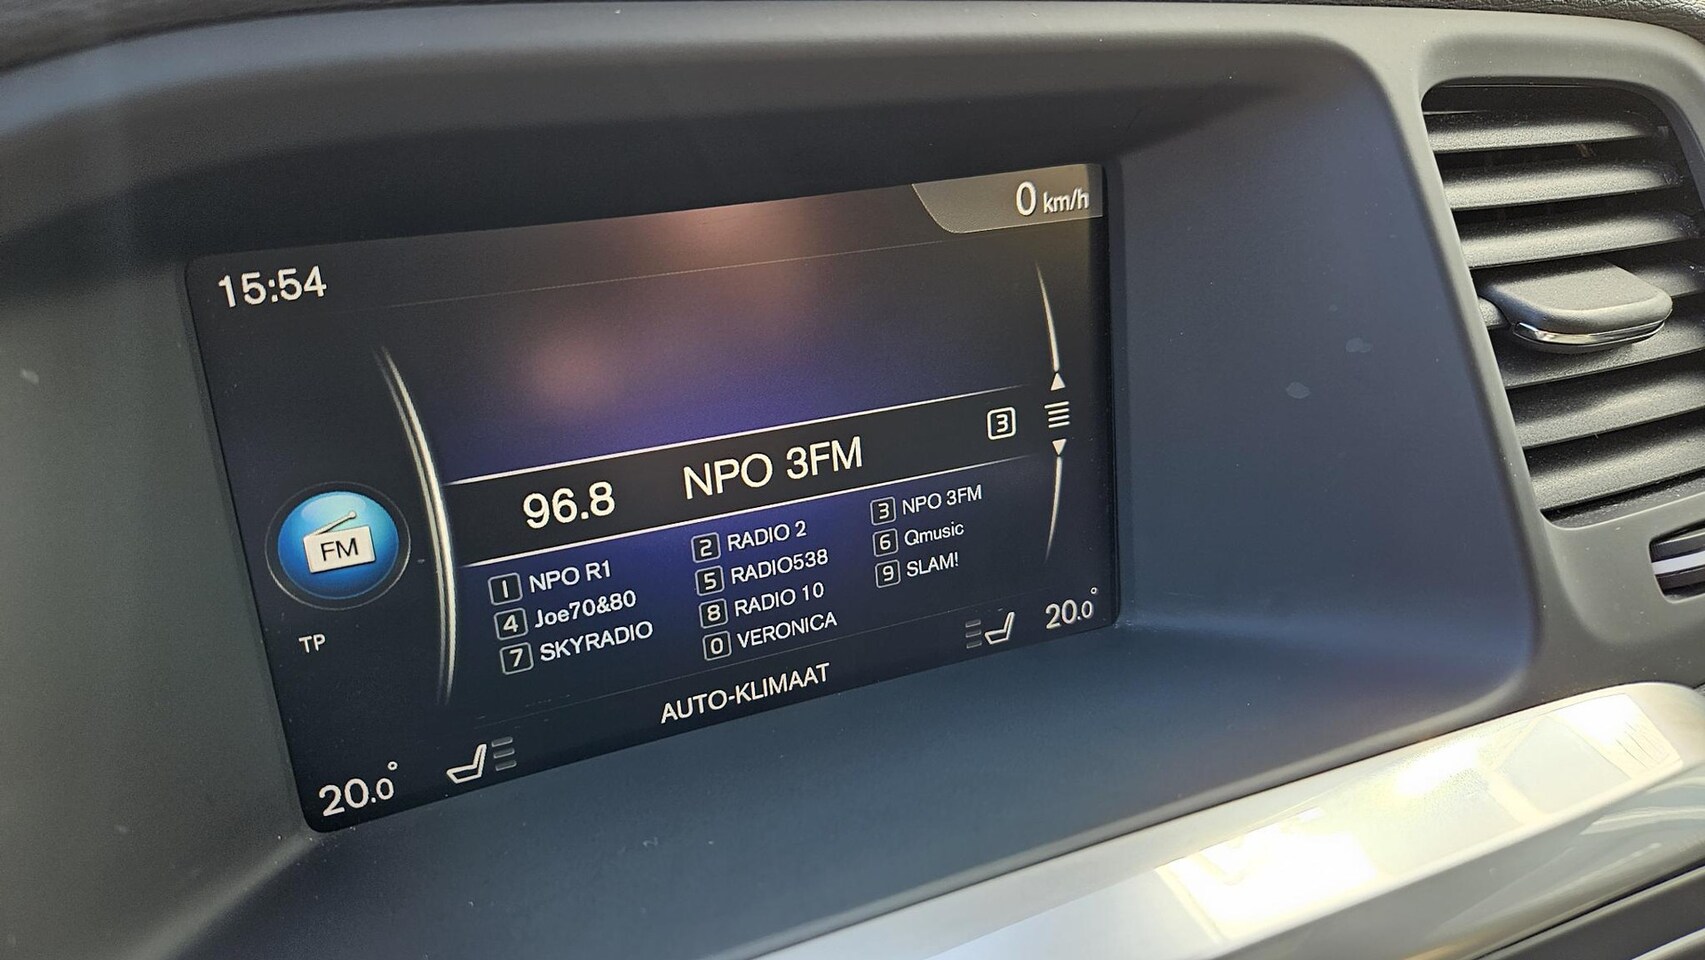 0 km/h
15:54
3
96.8 NPO 3FM
FM
1 NPO R1 2 RADIO 2 3 NPO 3FM
4 Joe70&80 5 RADIO538 6 Qmusic
7 SKYRADIO 8 RADIO 10 9 SLAM!
0 VERONICA
TP
20.0°
AUTO-KLIMAAT
20.0°